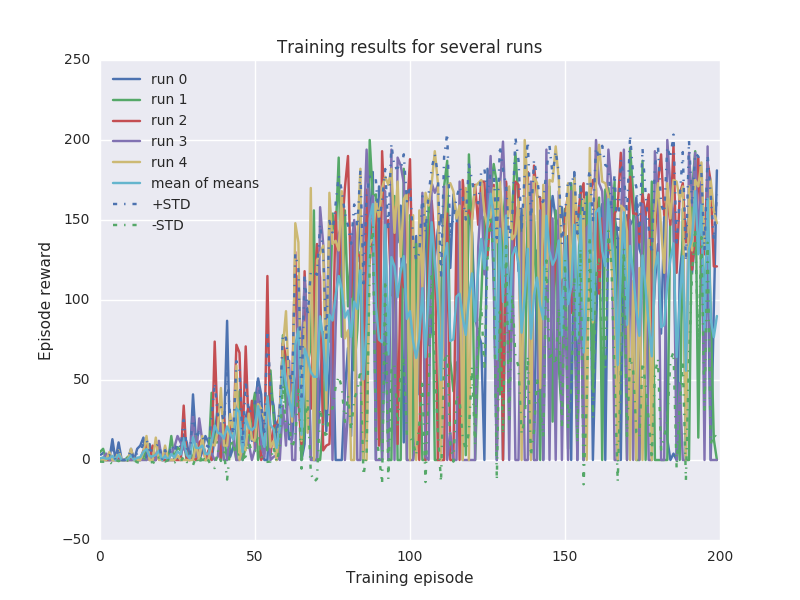 Training results for several runs
250
200
150
100
50
0
−50
Episode reward
run 0
run 1
run 2
run 3
run 4
mean of means
+STD
-STD
0 50 100 150 200
Training episode